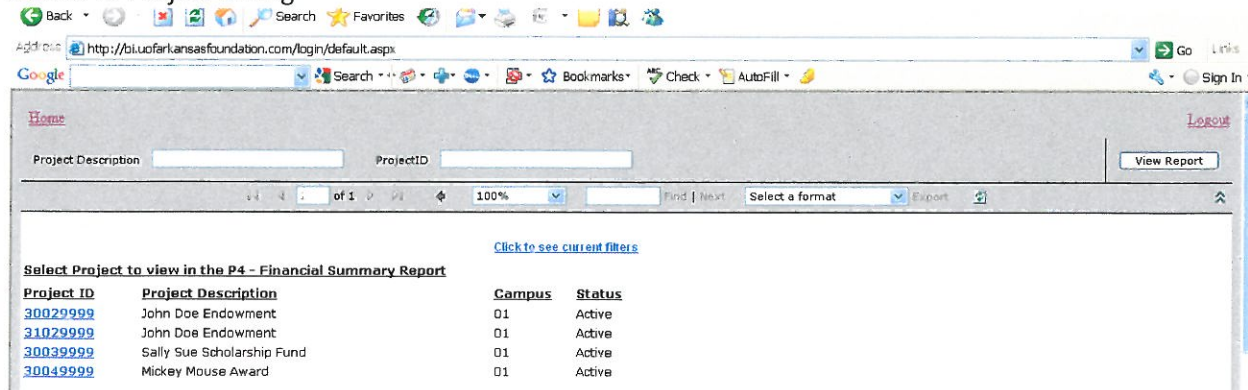 Back Search Favorites
Address http://bi.uofarkansasfoundation.com/login/default.aspx Go Links
Google Search Bookmarks Check AutoFill Sign In
Home Logout
Project Description ProjectID View Report
of 1 100% Find | Next Select a format Export
Click to see current filters
Select Project to view in the P4 - Financial Summary Report
Project ID Project Description Campus Status
30029999 John Doe Endowment 01 Active
31029999 John Doe Endowment 01 Active
30039999 Sally Sue Scholarship Fund 01 Active
30049999 Mickey Mouse Award 01 Active